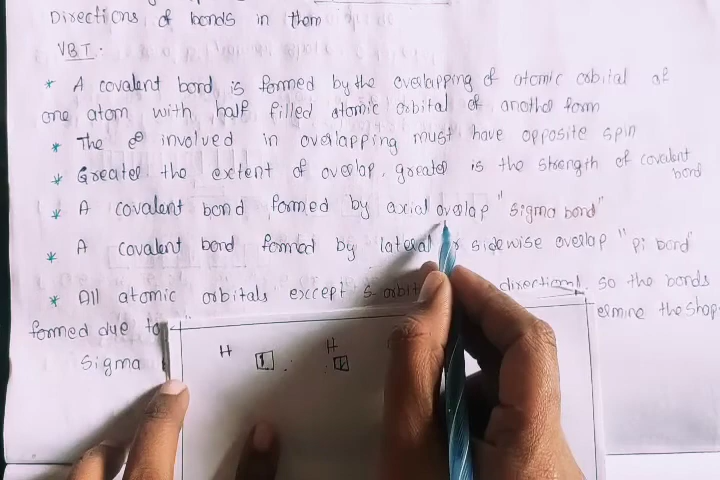 Directions of bonds in them
VBT:-
* A covalent bond is formed by the overlapping of atomic orbital of
one atom with half filled atomic orbital of another form
* The e⊖ involved in overlapping must have opposite spin
* Greater the extent of overlap, greater is the strength of covalent
bond
* A covalent bond formed by axial overlap "sigma bond"
* A covalent bond formed by lateral sidewise overlap "pi bond"
* All atomic orbitals except s-orbit directional, so the bonds
formed due to ermine the shap
Sigma
H H
1